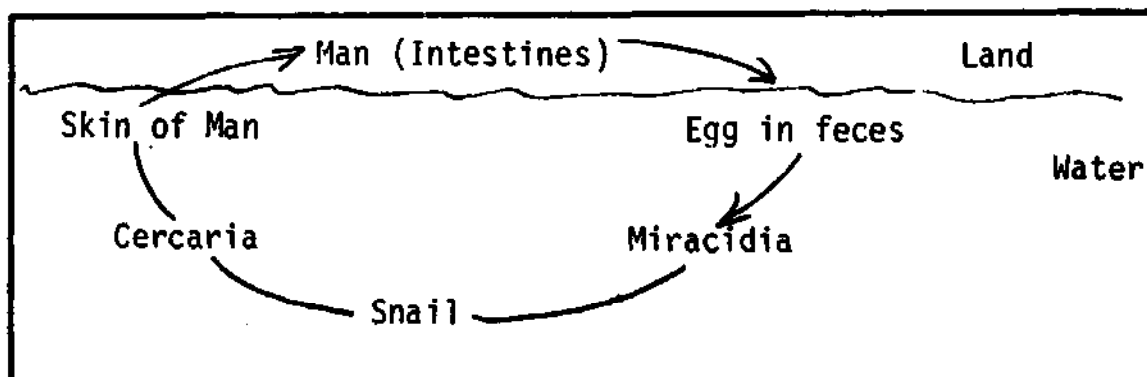 Man (Intestines)
Land
Skin of Man
Egg in feces
Water
Cercaria
Miracidia
Snail